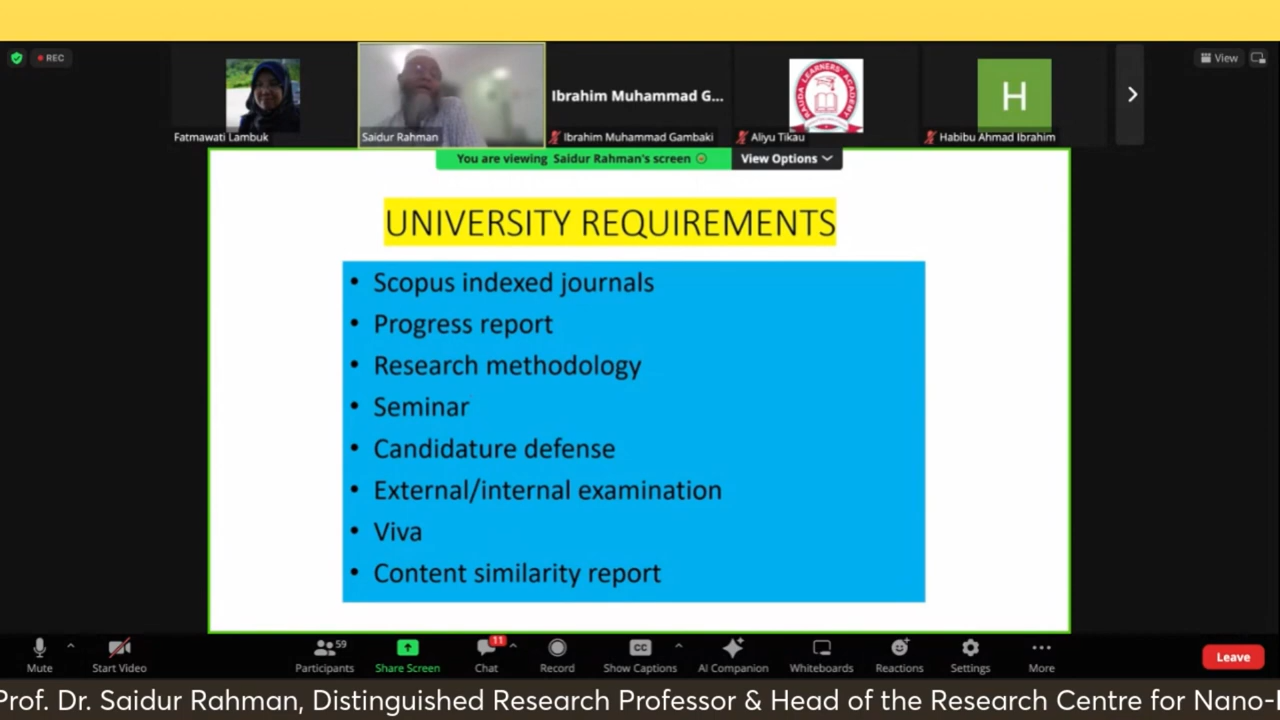 REC
View
Ibrahim Muhammad G...
Fatmawati Lambuk
Saidur Rahman
Ibrahim Muhammad Gambaki
Aliyu Tikau
H
Habibu Ahmad Ibrahim
You are viewing Saidur Rahman's screen
View Options
UNIVERSITY REQUIREMENTS
• Scopus indexed journals
• Progress report
• Research methodology
• Seminar
• Candidature defense
• External/internal examination
• Viva
• Content similarity report
Mute
Start Video
59
Participants
Share Screen
11
Chat
Record
CC
Show Captions
AI Companion
Whiteboards
Reactions
Settings
More
Leave
Prof. Dr. Saidur Rahman, Distinguished Research Professor & Head of the Research Centre for Nano-